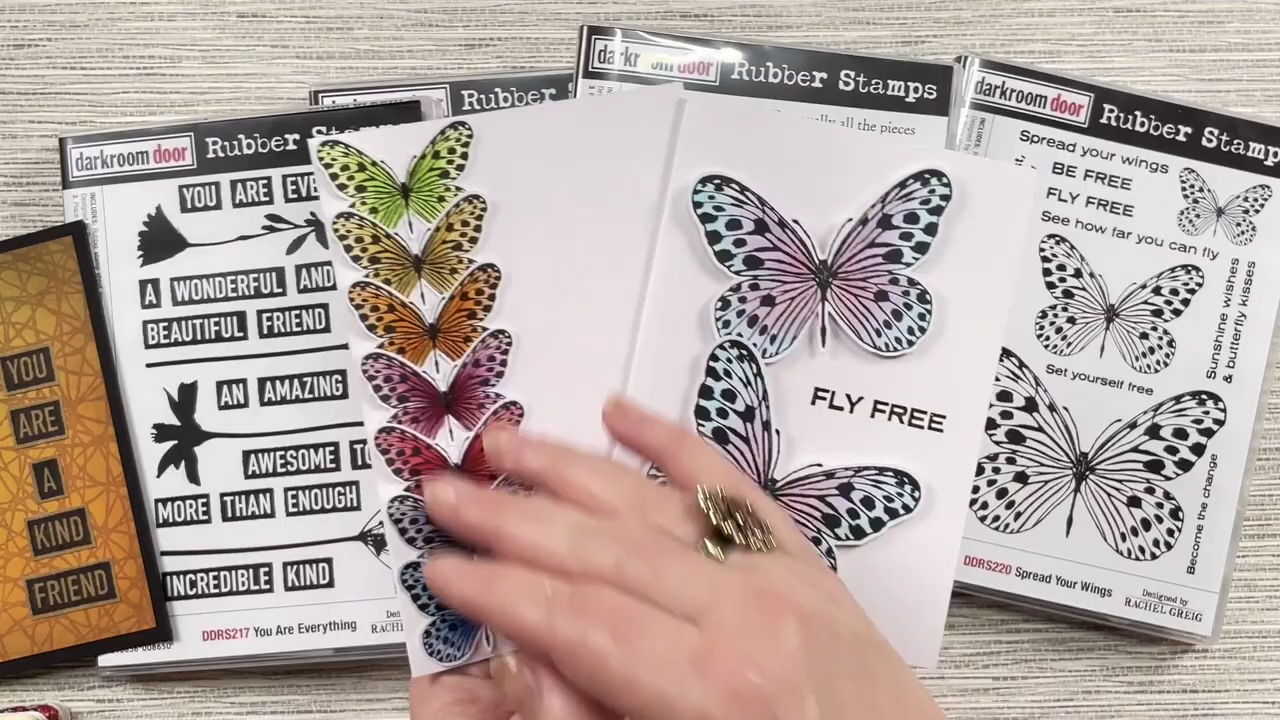 YOU
ARE
A
KIND
FRIEND
darkroom door Rubber
YOU ARE
A WONDERFUL AND
BEAUTIFUL FRIEND
AN AMAZING
AWESOME
MORE THAN ENOUGH
INCREDIBLE KIND
DDRS217 You Are Everything
Rubber
darkroom door Rubber Stamps
all the pieces
FLY FREE
darkroom door Rubber Stamps
Spread your wings
BE FREE
FLY FREE
See how far you can fly
Sunshine wishes
& butterfly kisses
Set yourself free
Become the change
DDRS220 Spread Your Wings
Designed by
RACHEL GREIG